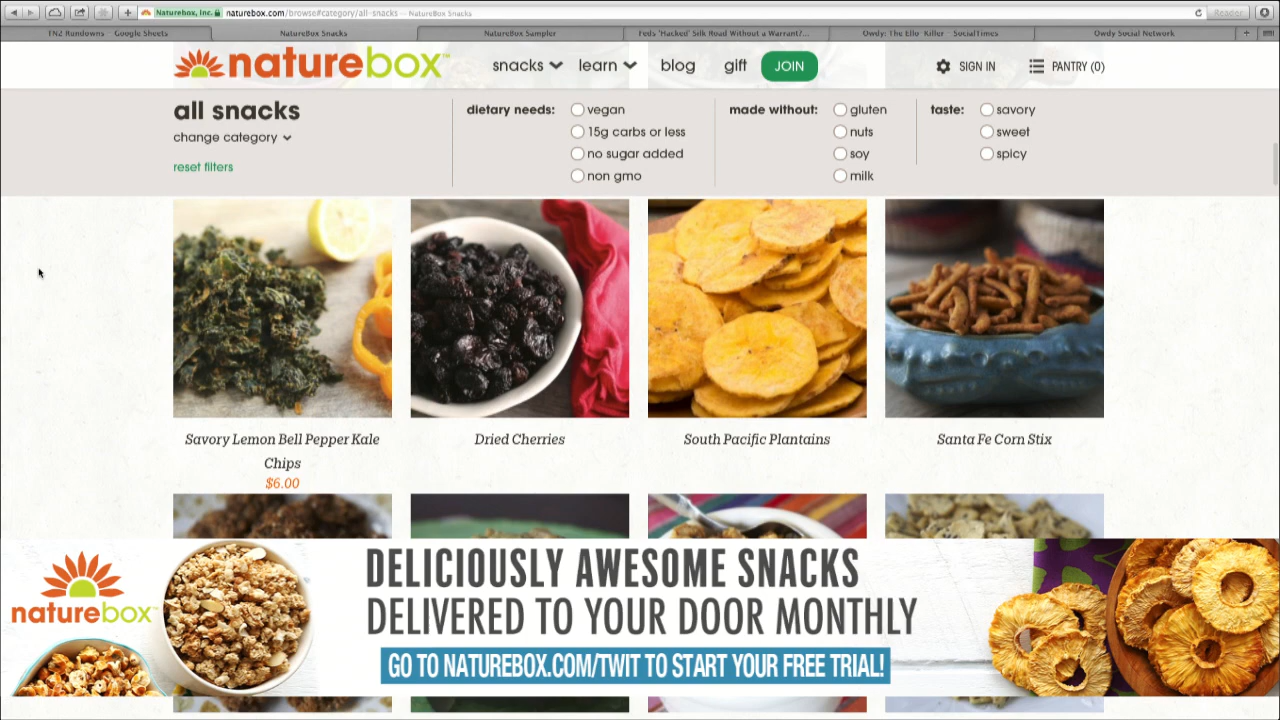 Naturebox, Inc. naturebox.com/browse#category/all-snacks — NatureBox Snacks
Reader
TN2 Rundowns – Google Sheets
NatureBox Snacks
NatureBox Sampler
Feds 'Hacked' Silk Road Without a Warrant?...
Owdy: The Ello 'Killer' – SocialTimes
Owdy Social Network
naturebox™
snacks
learn
blog
gift
JOIN
SIGN IN
PANTRY (0)
all snacks
change category
reset filters
dietary needs:
vegan
15g carbs or less
no sugar added
non gmo
made without:
gluten
nuts
soy
milk
taste:
savory
sweet
spicy
Savory Lemon Bell Pepper Kale
Chips
$6.00
Dried Cherries
South Pacific Plantains
Santa Fe Corn Stix
naturebox™
DELICIOUSLY AWESOME SNACKS
DELIVERED TO YOUR DOOR MONTHLY
GO TO NATUREBOX.COM/TWIT TO START YOUR FREE TRIAL!